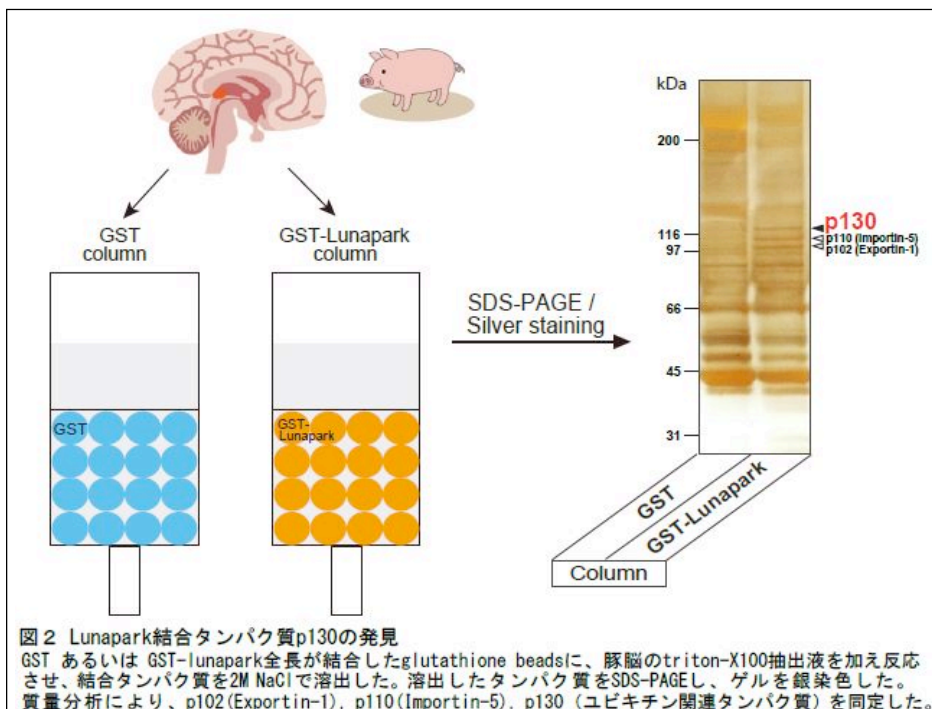 GST
column
GST-Lunapark
column
GST
GST-
Lunapark
SDS-PAGE /
Silver staining
kDa
200
116
97
66
45
31
p130
p110 (Importin-5)
p102 (Exportin-1)
GST
GST-Lunapark
Column
図2 Lunapark結合タンパク質p130の発見
GST あるいは GST-lunapark全長が結合したglutathione beadsに、豚脳のtriton-X100抽出液を加え反応
させ、結合タンパク質を2M NaClで溶出した。溶出したタンパク質をSDS-PAGEし、ゲルを銀染色した。
質量分析により、p102(Exportin-1), p110(Importin-5), p130 (ユビキチン関連タンパク質) を同定した。